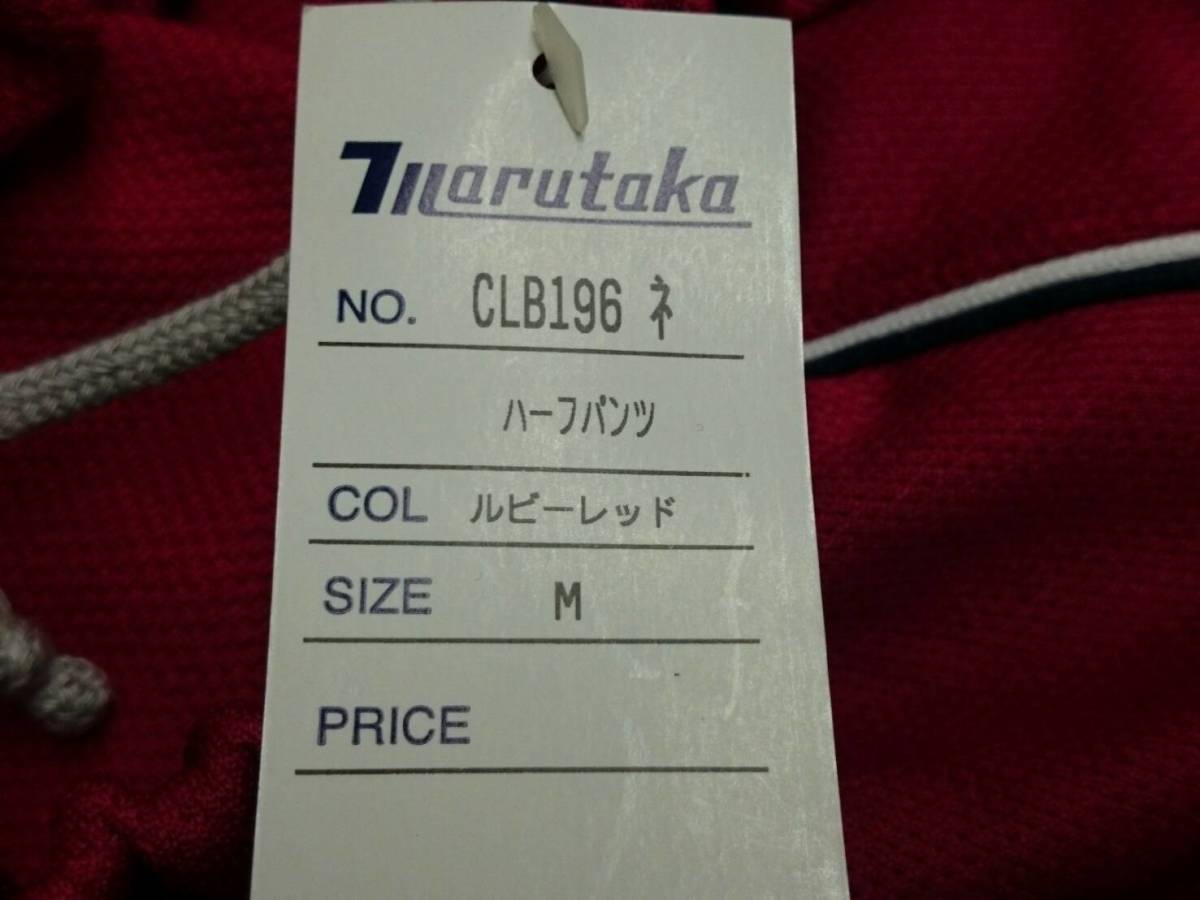 Marutaka
NO. CLB196 ネ
ハーフパンツ
COL ルビーレッド
SIZE M
PRICE